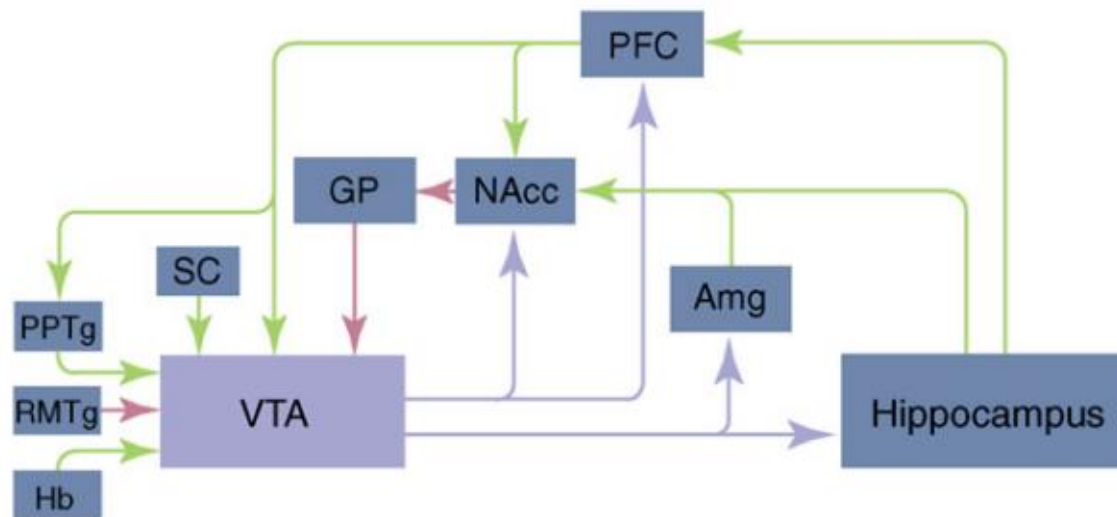 PFC
GP
NAcc
SC
Amg
PPTg
RMTg
VTA
Hippocampus
Hb